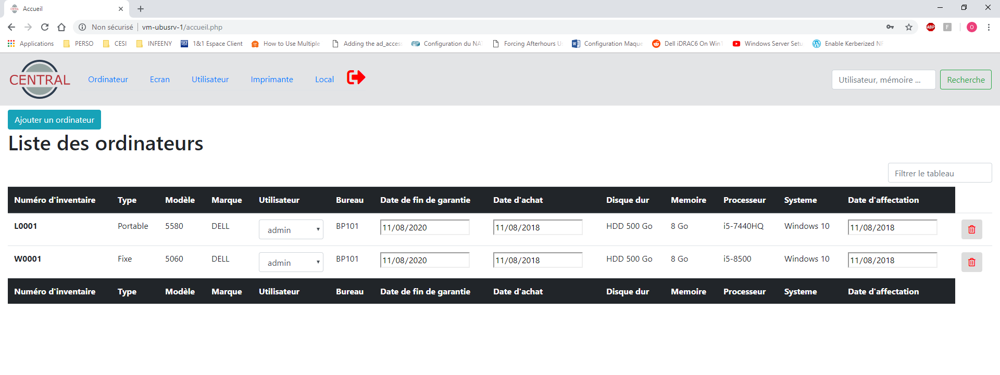 Accueil
Non sécurisé | vm-ubusrv-1/accueil.php
Applications PERSO CESI INFEENY 1&1 Espace Client How to Use Multiple Adding the ad_access Configuration du NA Forcing Afterhours U Configuration Maque Dell iDRAC6 On Win1 Windows Server Setu Enable Kerberized NF
CENTRAL Ordinateur Ecran Utilisateur Imprimante Local Utilisateur, mémoire ... Recherche
Ajouter un ordinateur
Liste des ordinateurs
Filtrer le tableau
Numéro d'inventaire Type Modèle Marque Utilisateur Bureau Date de fin de garantie Date d'achat Disque dur Memoire Processeur Systeme Date d'affectation
L0001 Portable 5580 DELL admin BP101 11/08/2020 11/08/2018 HDD 500 Go 8 Go i5-7440HQ Windows 10 11/08/2018
W0001 Fixe 5060 DELL admin BP101 11/08/2020 11/08/2018 HDD 500 Go 8 Go i5-8500 Windows 10 11/08/2018
Numéro d'inventaire Type Modèle Marque Utilisateur Bureau Date de fin de garantie Date d'achat Disque dur Memoire Processeur Systeme Date d'affectation